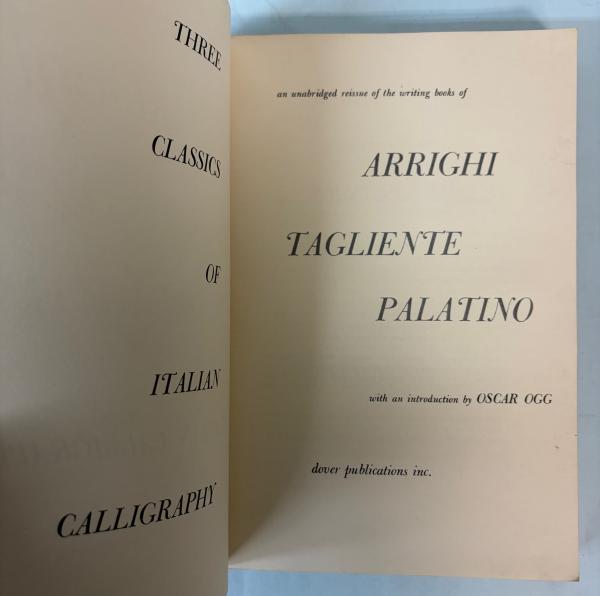 THREE
CLASSICS
OF
ITALIAN
CALLIGRAPHY
an unabridged reissue of the writing books of
ARRIGHI
TAGLIENTE
PALATINO
with an introduction by OSCAR OGG
dover publications inc.